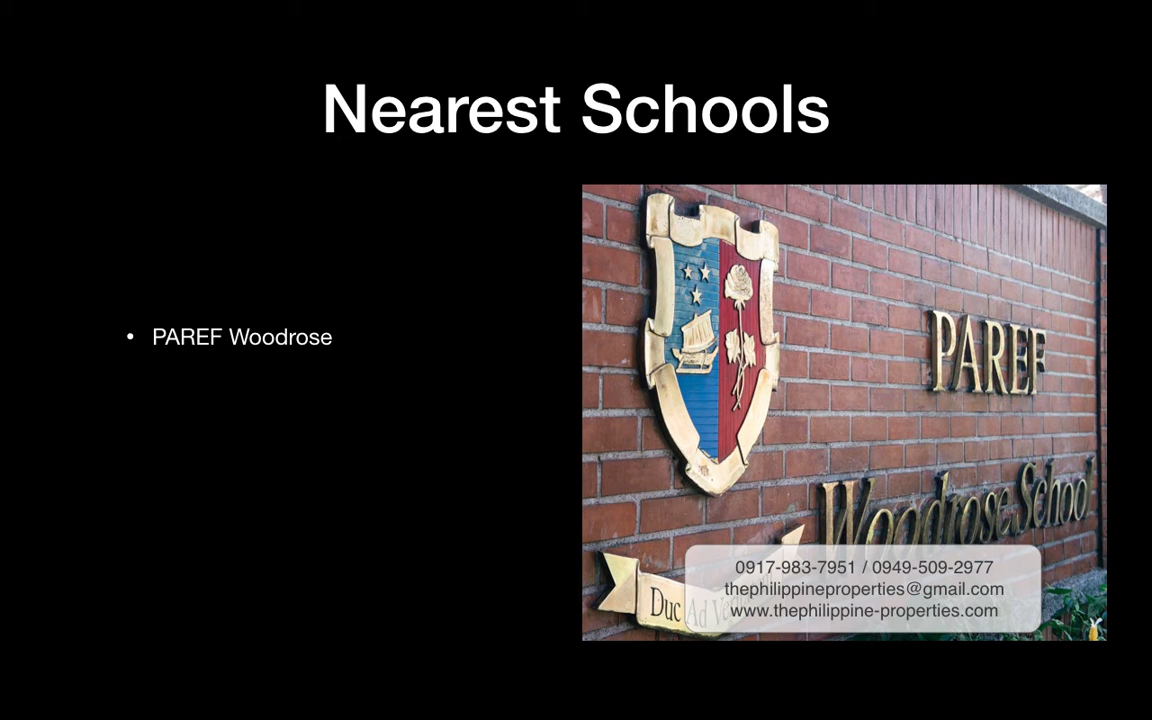 Nearest Schools
• PAREF Woodrose
PAREF
Woodrose School
Duc Ad
0917-983-7951 / 0949-509-2977
thephilippineproperties@gmail.com
www.thephilippine-properties.com